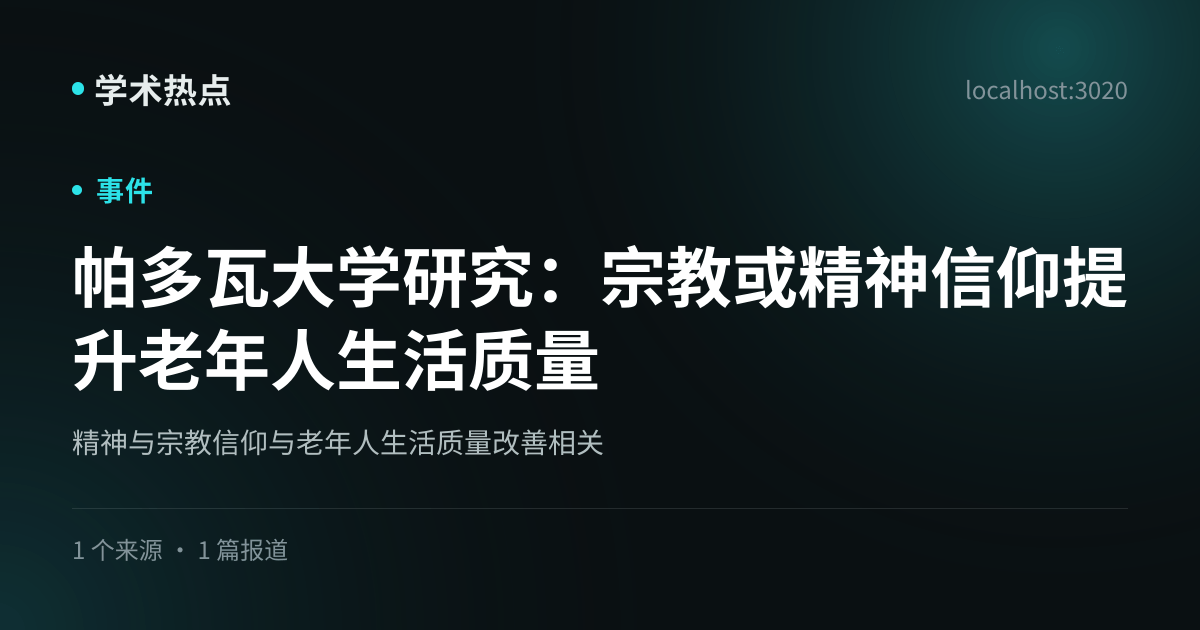 学术热点
localhost:3020
事件
帕多瓦大学研究：宗教或精神信仰提
升老年人生活质量
精神与宗教信仰与老年人生活质量改善相关
1 个来源 • 1 篇报道